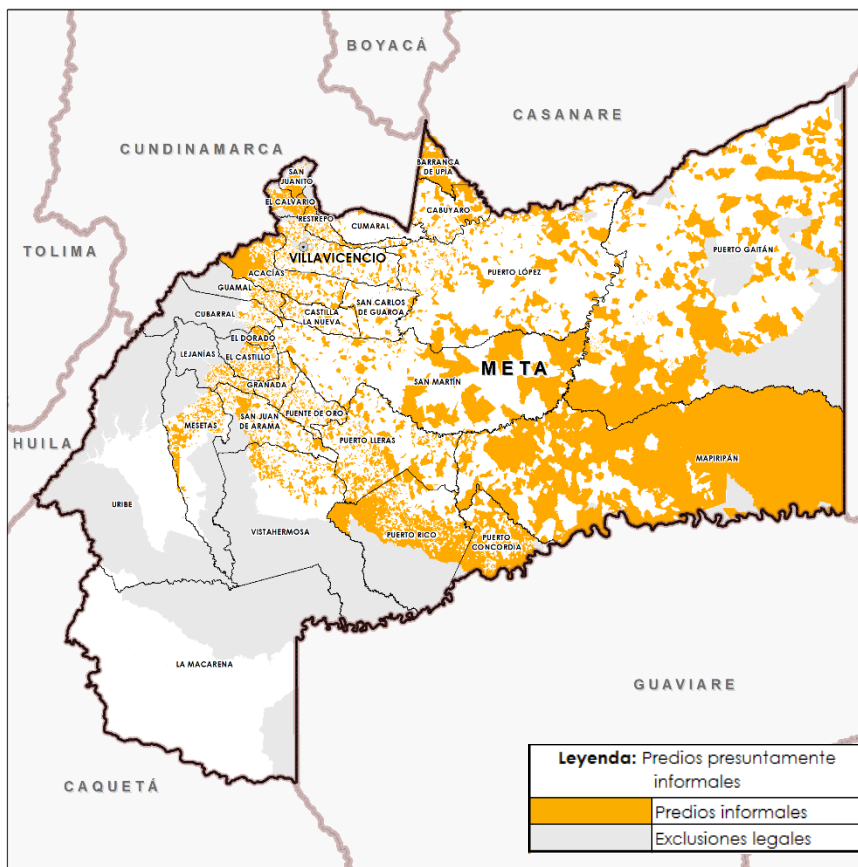 BOYACÁ
CASANARE
CUNDINAMARCA
BARRANCA
DE UPIA
SAN
JUANITO
EL CALVARIO
RESTREPO
CABUYARO
CUMARAL
TOLIMA
VILLAVICENCIO
PUERTO GAITÁN
ACACÍAS
PUERTO LÓPEZ
GUAMAL
SAN CARLOS
DE GUAROA
CUBARRAL
CASTILLA
LA NUEVA
EL DORADO
LEJANÍAS
EL CASTILLO
META
SAN MARTÍN
GRANADA
SAN JUAN
DE ARAMA
FUENTE DE ORO
MESETAS
HUILA
PUERTO LLERAS
MAPIRIPÁN
URIBE
VISTAHERMOSA
PUERTO RICO
PUERTO
CONCORDIA
LA MACARENA
GUAVIARE
CAQUETÁ
Leyenda: Predios presuntamente
informales
Predios informales
Exclusiones legales